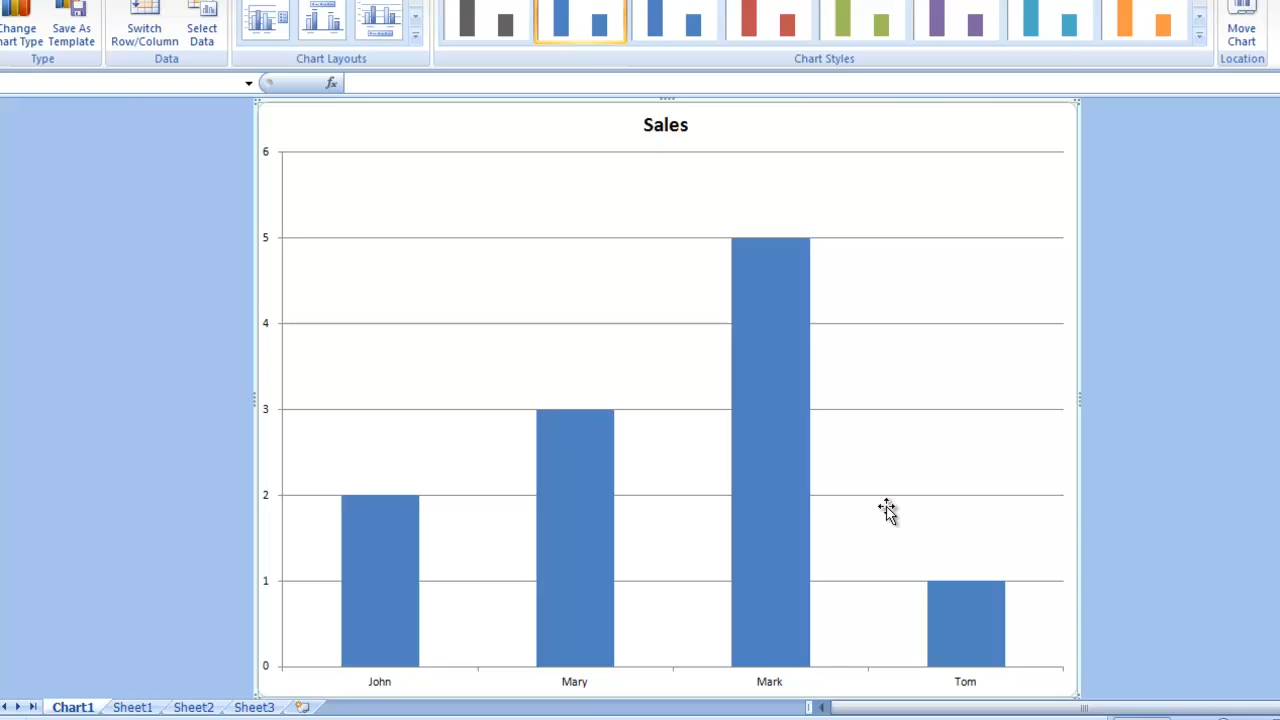 Change Save As Switch Select Move
Chart Type Template Row/Column Data Chart
Type Data Chart Layouts Chart Styles Location
fx
Sales
6
5
4
3
2
1
0
John Mary Mark Tom
Chart1 Sheet1 Sheet2 Sheet3